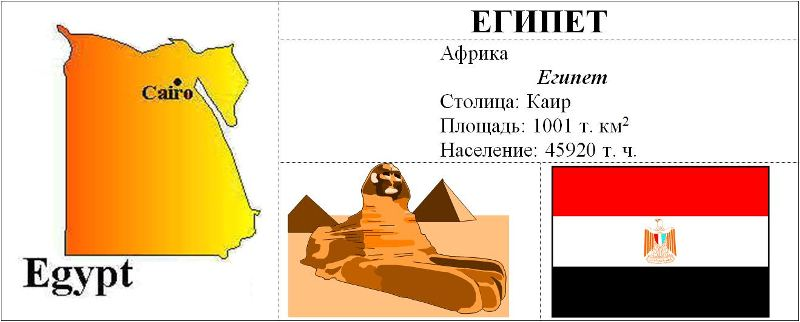 Cairo
Egypt
ЕГИПЕТ
Африка
Египет
Столица: Каир
Площадь: 1001 т. км²
Население: 45920 т. ч.